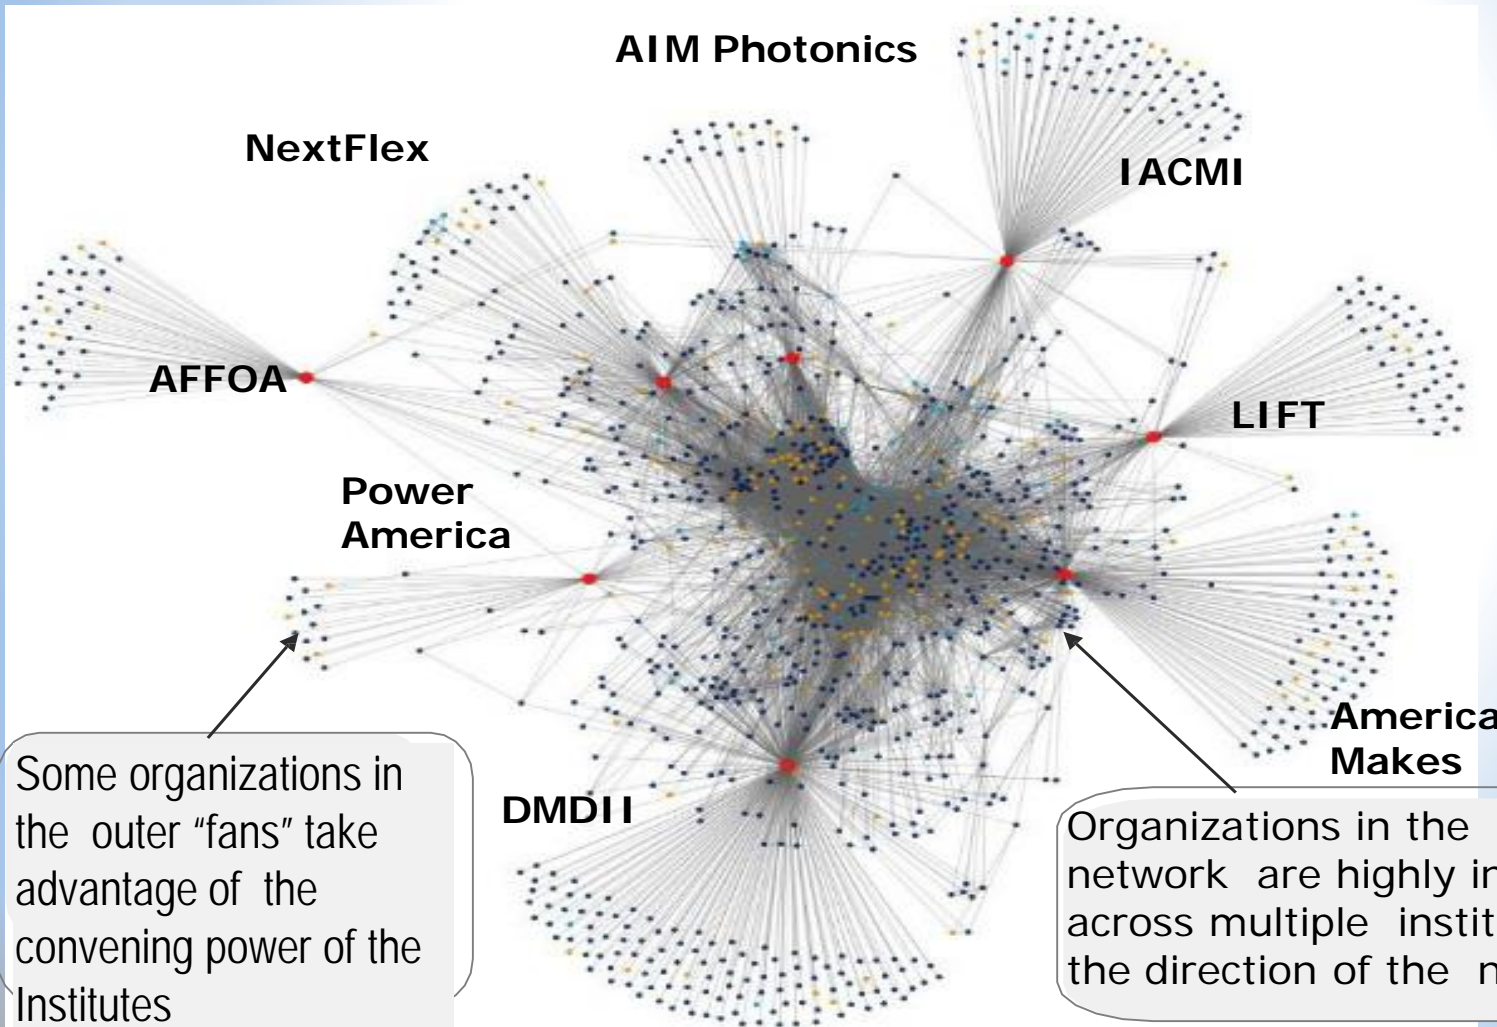 AIM Photonics
NextFlex
IACMI
AFFOA
LIFT
Power
America
America
Makes
DMDII
Some organizations in
the outer “fans” take
advantage of the
convening power of the
Institutes
Organizations in the
network are highly in
across multiple instit
the direction of the n